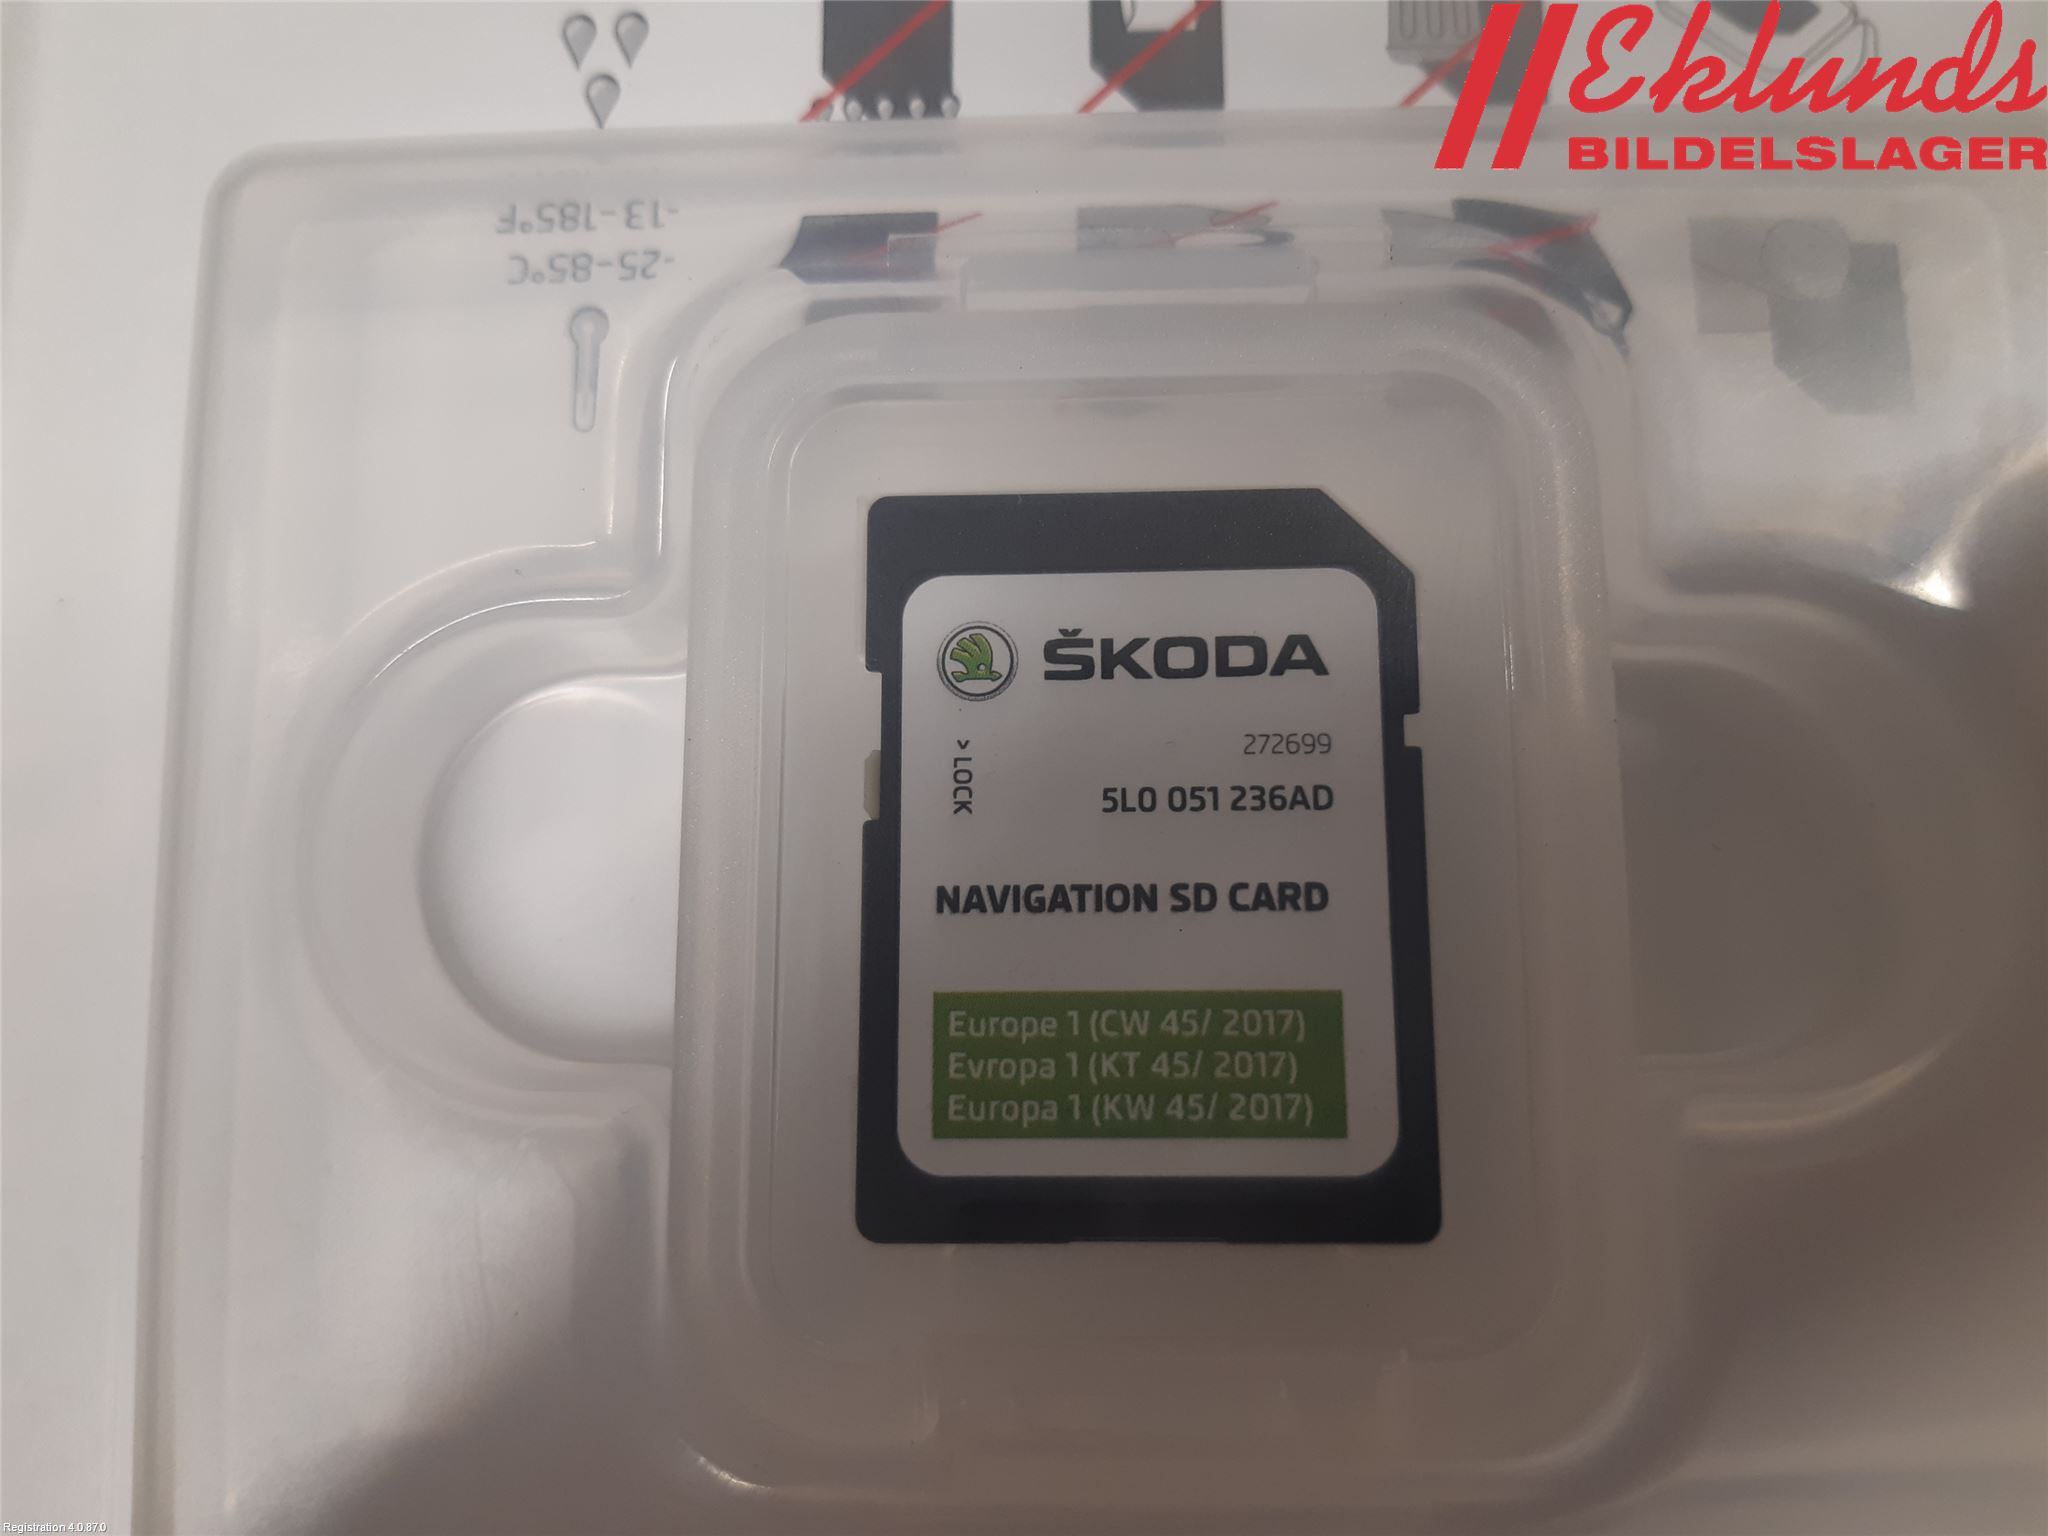 Eklunds
BILDELSLAGER
-13-185°F
-25-85°C
ŠKODA
272699
> LOCK
5L0 051 236AD
NAVIGATION SD CARD
Europe 1 (CW 45/ 2017)
Evropa 1 (KT 45/ 2017)
Europa 1 (KW 45/ 2017)
Registration 4.0.87.0